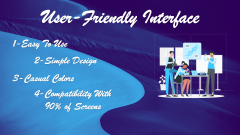 User-Friendly Interface
1-Easy To Use
2-Simple Design
3-Casual Colors
4-Compatibility With
90% of Screens